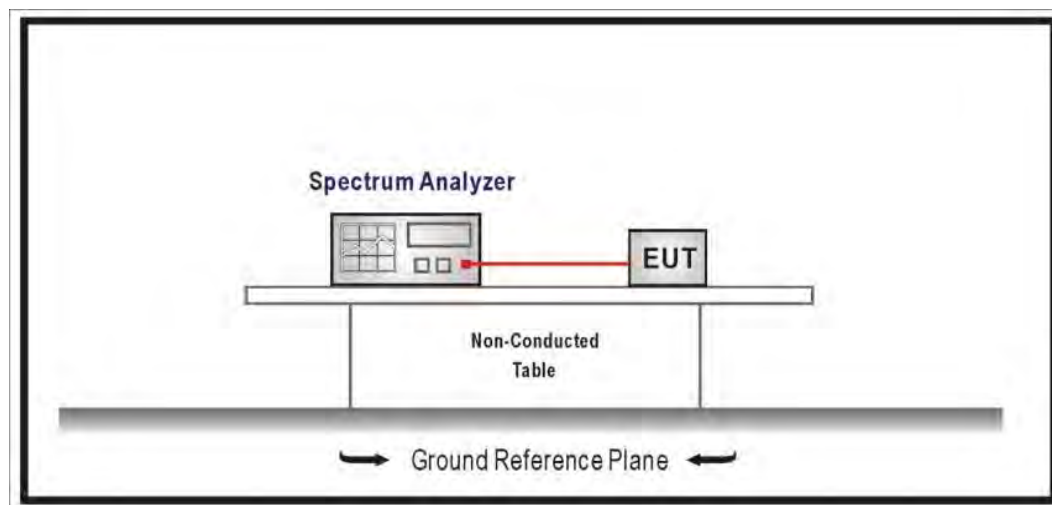 Spectrum Analyzer
EUT
Non-Conducted
Table
Ground Reference Plane